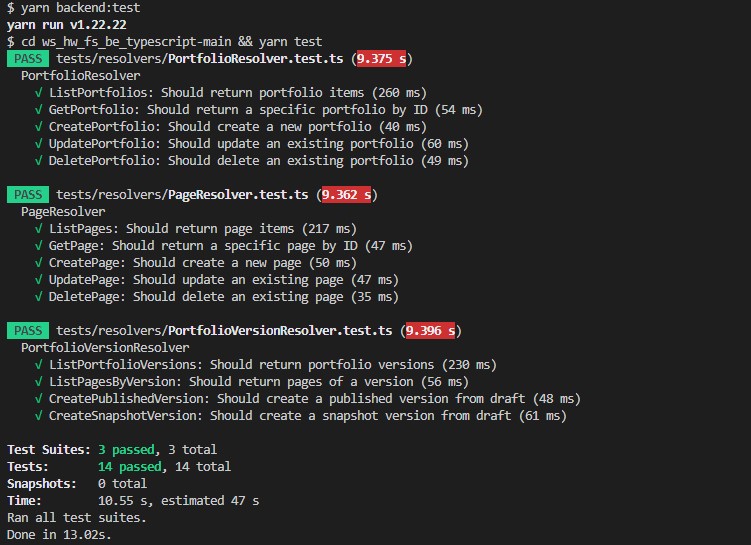 $ yarn backend:test
yarn run v1.22.22
$ cd ws_hw_fs_be_typescript-main && yarn test
PASS tests/resolvers/PortfolioResolver.test.ts (9.375 s)
PortfolioResolver
√ ListPortfolios: Should return portfolio items (260 ms)
√ GetPortfolio: Should return a specific portfolio by ID (54 ms)
√ CreatePortfolio: Should create a new portfolio (40 ms)
√ UpdatePortfolio: Should update an existing portfolio (60 ms)
√ DeletePortfolio: Should delete an existing portfolio (49 ms)
PASS tests/resolvers/PageResolver.test.ts (9.362 s)
PageResolver
√ ListPages: Should return page items (217 ms)
√ GetPage: Should return a specific page by ID (47 ms)
√ CreatePage: Should create a new page (50 ms)
√ UpdatePage: Should update an existing page (47 ms)
√ DeletePage: Should delete an existing page (35 ms)
PASS tests/resolvers/PortfolioVersionResolver.test.ts (9.396 s)
PortfolioVersionResolver
√ ListPortfolioVersions: Should return portfolio versions (230 ms)
√ ListPagesByVersion: Should return pages of a version (56 ms)
√ CreatePublishedVersion: Should create a published version from draft (48 ms)
√ CreateSnapshotVersion: Should create a snapshot version from draft (61 ms)
Test Suites: 3 passed, 3 total
Tests: 14 passed, 14 total
Snapshots: 0 total
Time: 10.55 s, estimated 47 s
Ran all test suites.
Done in 13.02s.